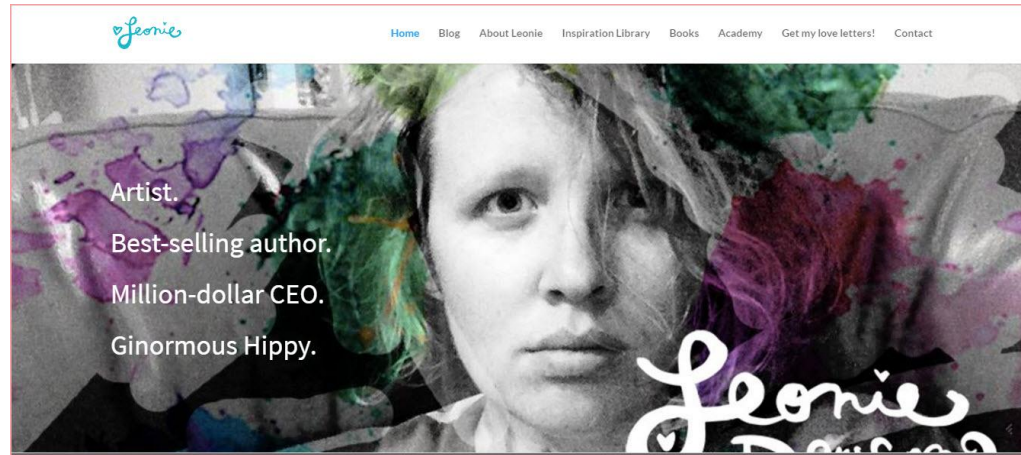 Leonie
Home Blog About Leonie Inspiration Library Books Academy Get my love letters! Contact
Artist.
Best-selling author.
Million-dollar CEO.
Ginormous Hippy.
Leonie